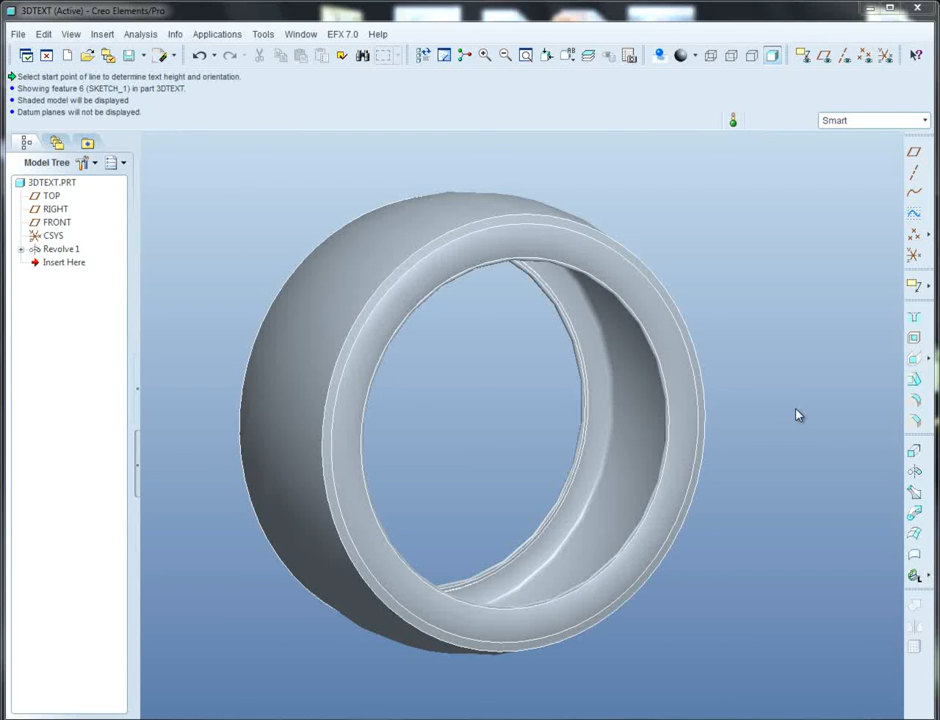 3DTEXT (Active) - Creo Elements/Pro
File Edit View Insert Analysis Info Applications Tools Window EFX 7.0 Help
Select start point of line to determine text height and orientation.
Showing feature 6 (SKETCH_1) in part 3DTEXT.
Shaded model will be displayed
Datum planes will not be displayed.
Smart
Model Tree
3DTEXT.PRT
TOP
RIGHT
FRONT
CSYS
Revolve 1
Insert Here